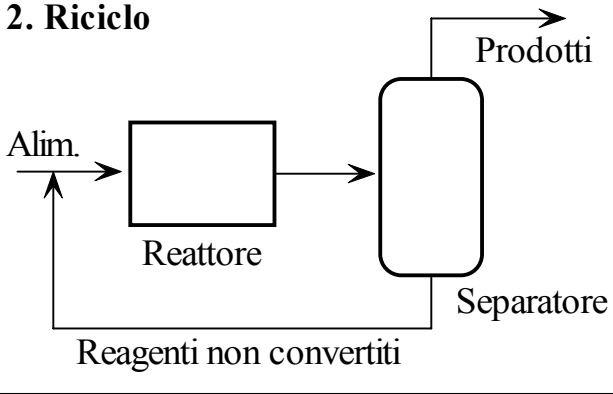 2. Riciclo
Prodotti
Alim.
Reattore
Separatore
Reagenti non convertiti